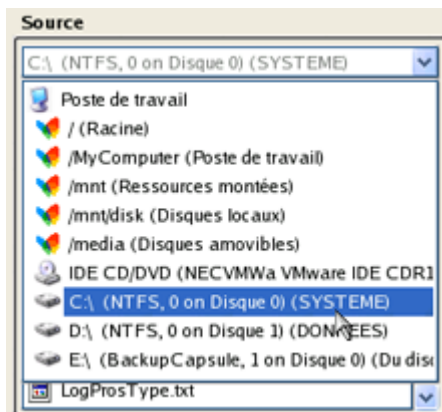 Source
C:\ (NTFS, 0 on Disque 0) (SYSTEME)
Poste de travail
/ (Racine)
/MyComputer (Poste de travail)
/mnt (Ressources montées)
/mnt/disk (Disques locaux)
/media (Disques amovibles)
IDE CD/DVD (NECVMWa VMware IDE CDR1
C:\ (NTFS, 0 on Disque 0) (SYSTEME)
D:\ (NTFS, 0 on Disque 1) (DONNEES)
E:\ (BackupCapsule, 1 on Disque 0) (Du disq
LogProsType.txt